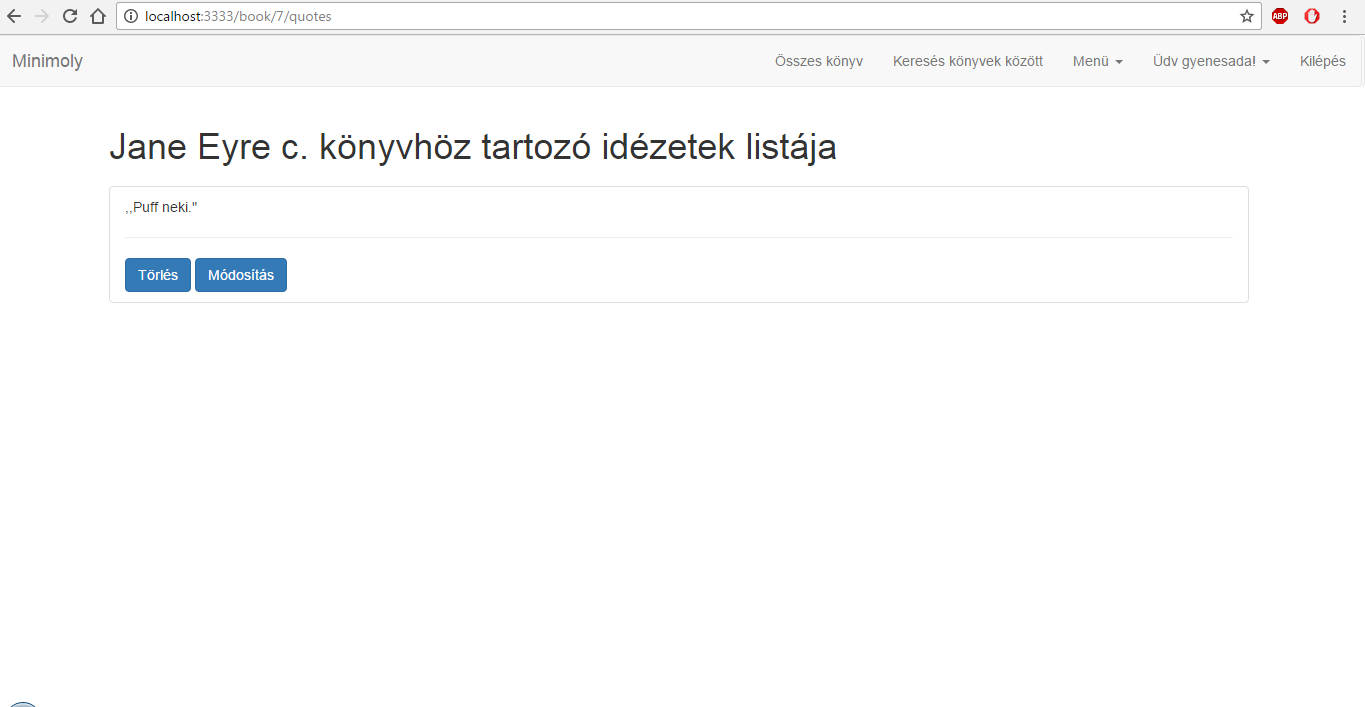 localhost:3333/book/7/quotes
ABP
Minimoly
Összes könyv
Keresés könyvek között
Menü
Üdv gyenesada!
Kilépés
Jane Eyre c. könyvhöz tartozó idézetek listája
,,Puff neki."
Törlés
Módosítás